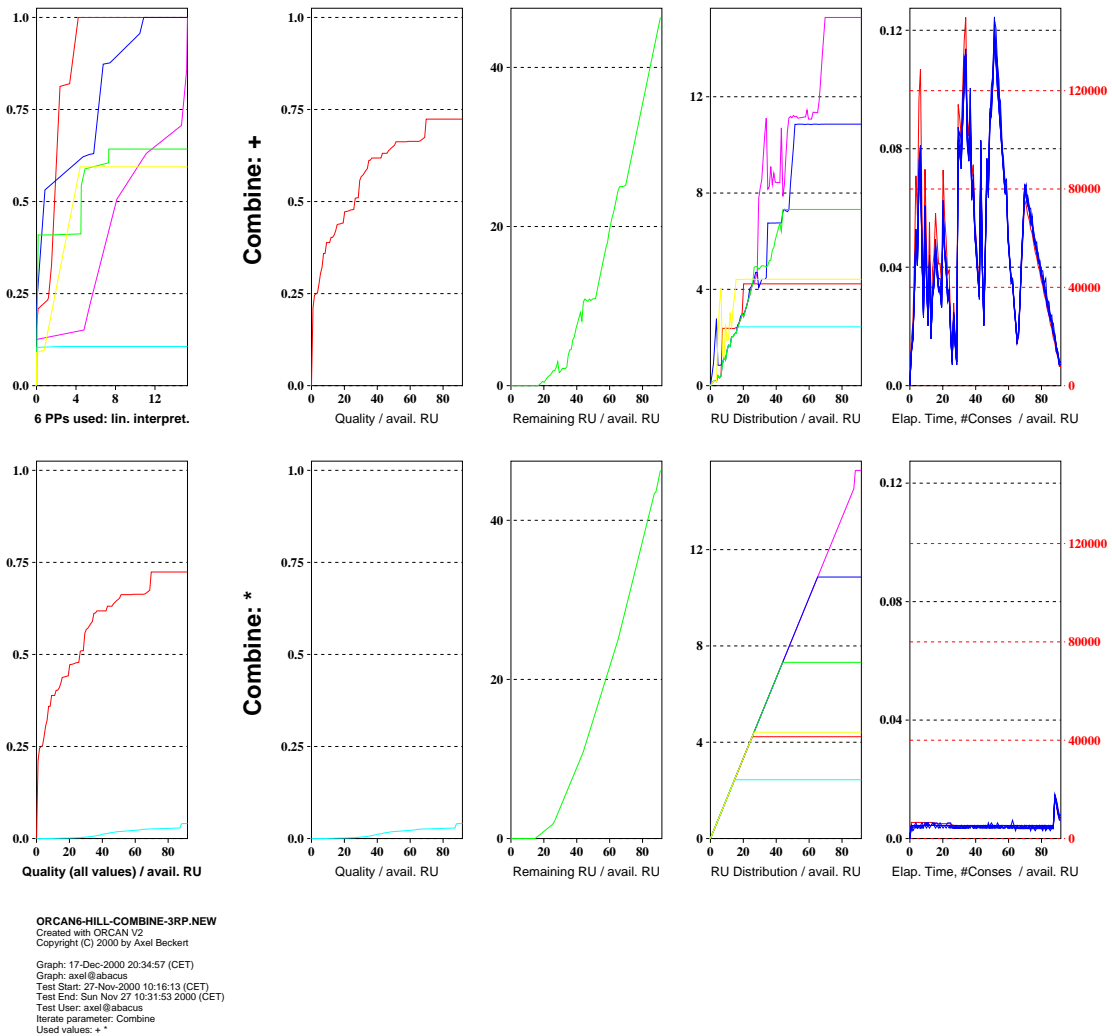 1.0
0.75
0.5
0.25
0.0
0 4 8 12
6 PPs used: lin. interpret.
Combine: +
1.0
0.75
0.5
0.25
0.0
0 20 40 60 80
Quality / avail. RU
40
20
0
0 20 40 60 80
Remaining RU / avail. RU
12
8
4
0
0 20 40 60 80
RU Distribution / avail. RU
0.12
0.08
0.04
0.0
120000
80000
40000
0
0 20 40 60 80
Elap. Time, #Conses / avail. RU
1.0
0.75
0.5
0.25
0.0
0 20 40 60 80
Quality (all values) / avail. RU
Combine: *
1.0
0.75
0.5
0.25
0.0
0 20 40 60 80
Quality / avail. RU
40
20
0
0 20 40 60 80
Remaining RU / avail. RU
12
8
4
0
0 20 40 60 80
RU Distribution / avail. RU
0.12
0.08
0.04
0.0
120000
80000
40000
0
0 20 40 60 80
Elap. Time, #Conses / avail. RU
ORCAN6-HILL-COMBINE-3RP.NEW
Created with ORCAN V2
Copyright (C) 2000 by Axel Beckert
Graph: 17-Dec-2000 20:34:57 (CET)
Graph: axel@abacus
Test Start: 27-Nov-2000 10:16:13 (CET)
Test End: Sun Nov 27 10:31:53 2000 (CET)
Test User: axel@abacus
Iterate parameter: Combine
Used values: + *